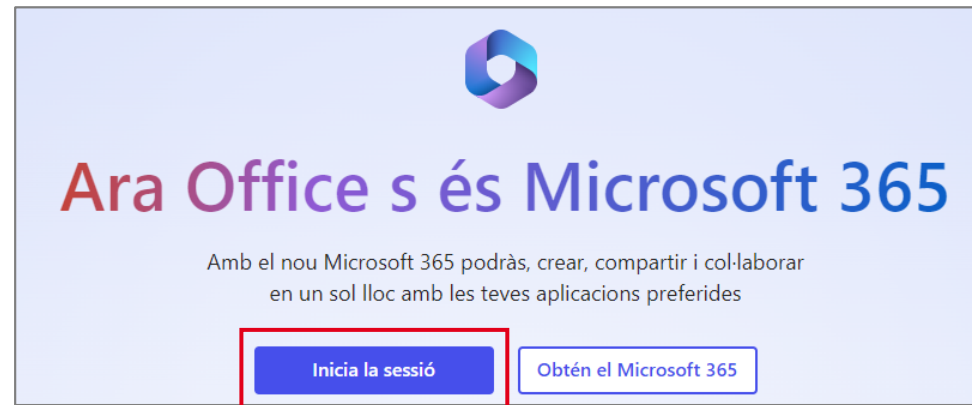 Ara Office s és Microsoft 365
Amb el nou Microsoft 365 podràs, crear, compartir i col·laborar
en un sol lloc amb les teves aplicacions preferides
Inicia la sessió
Obtén el Microsoft 365